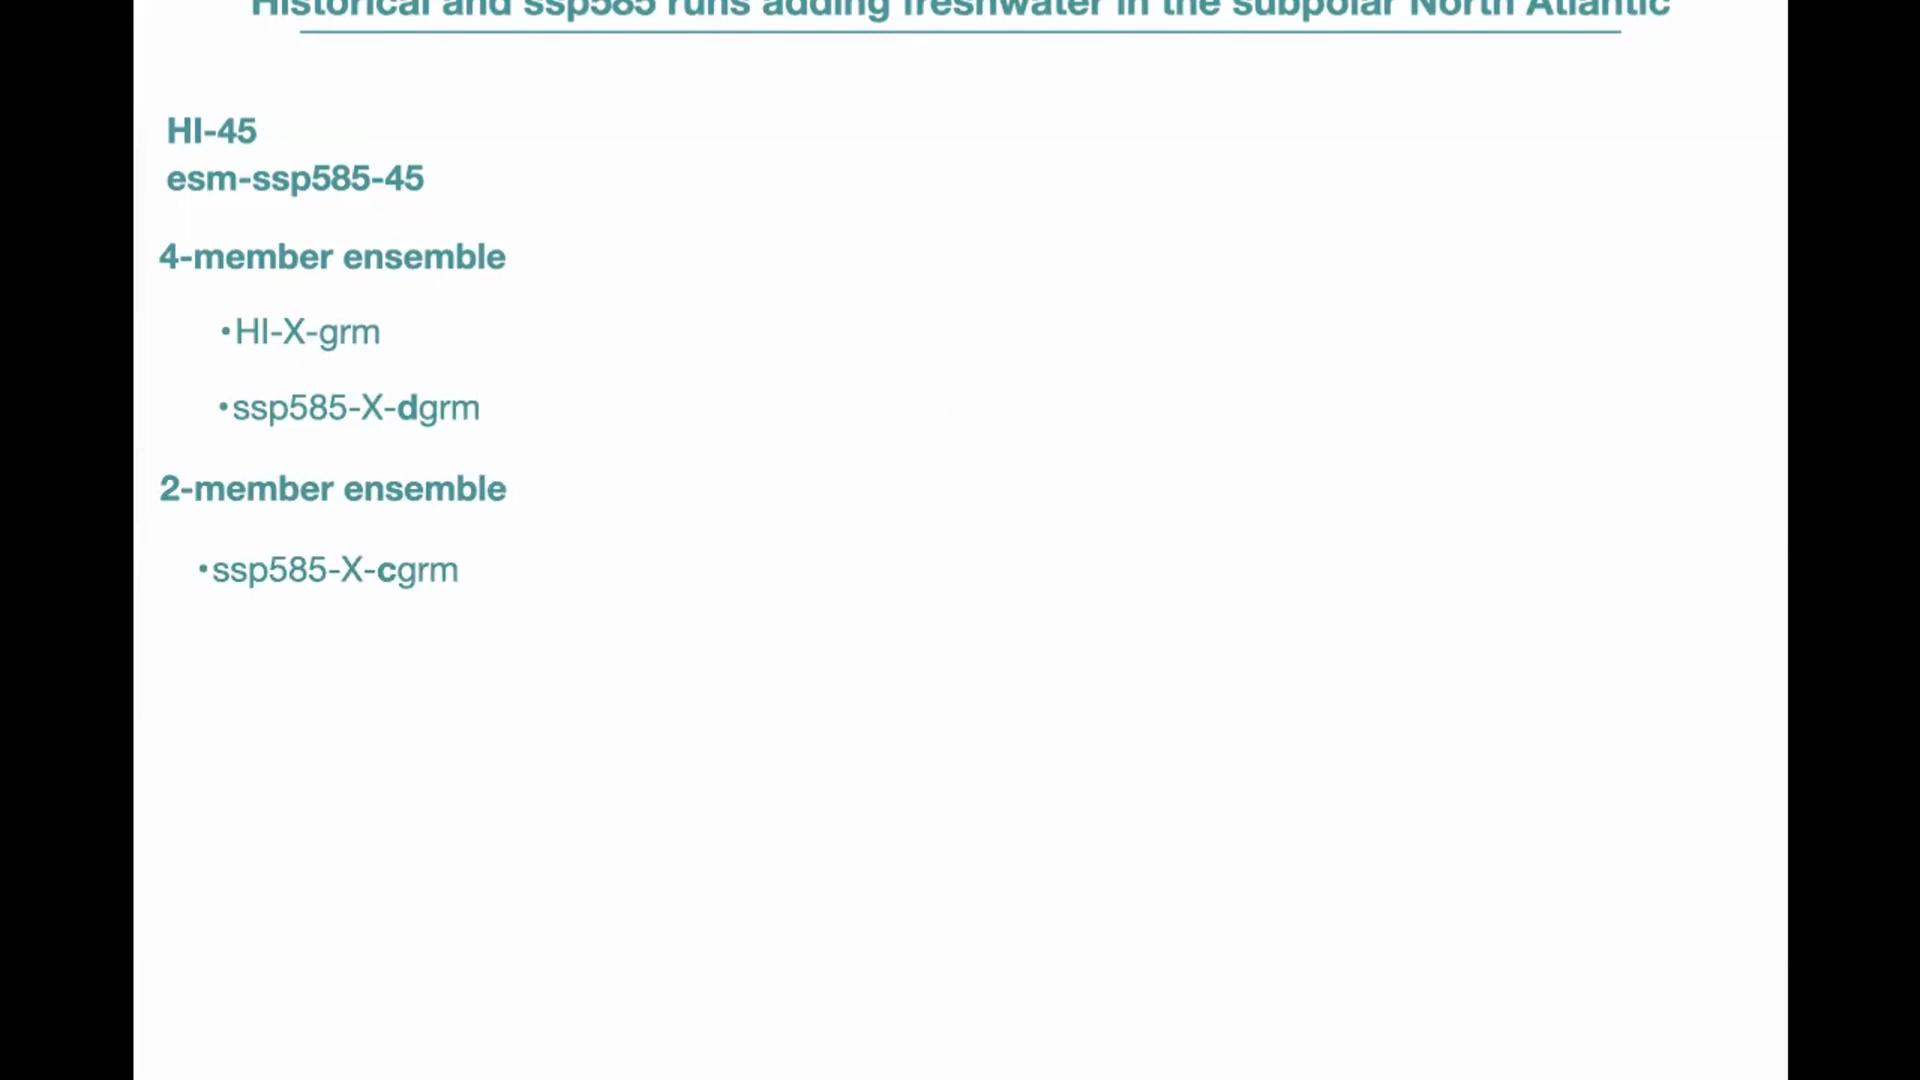 Historical and ssp585 runs adding freshwater in the subpolar North Atlantic
HI-45
esm-ssp585-45
4-member ensemble
•HI-X-grm
•ssp585-X-dgrm
2-member ensemble
•ssp585-X-cgrm